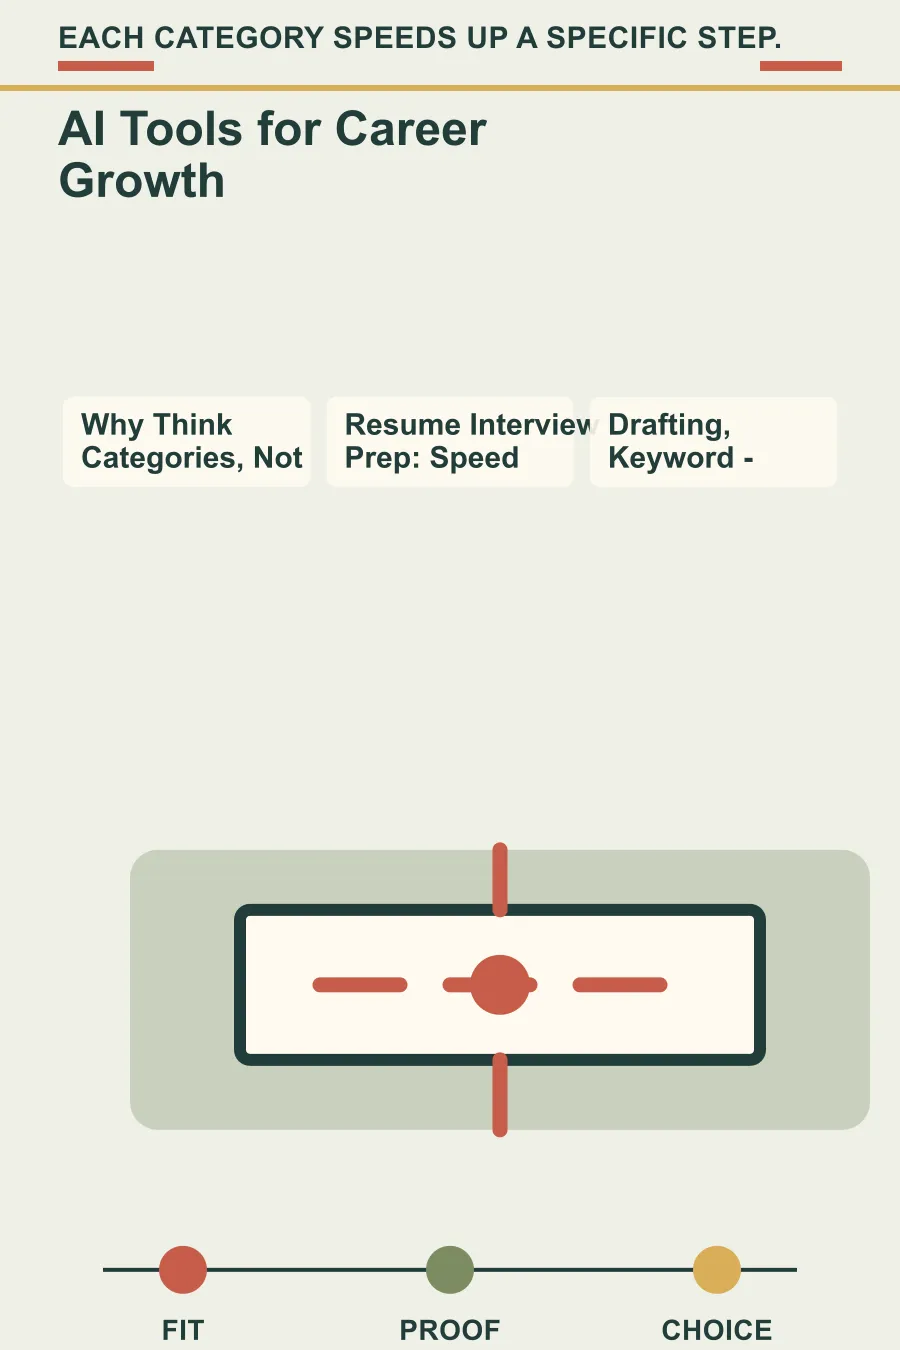 EACH CATEGORY SPEEDS UP A SPECIFIC STEP.
AI Tools for Career
Growth
Why Think
Categories, Not
Resume Interview
Prep: Speed
Drafting,
Keyword -
FIT
PROOF
CHOICE